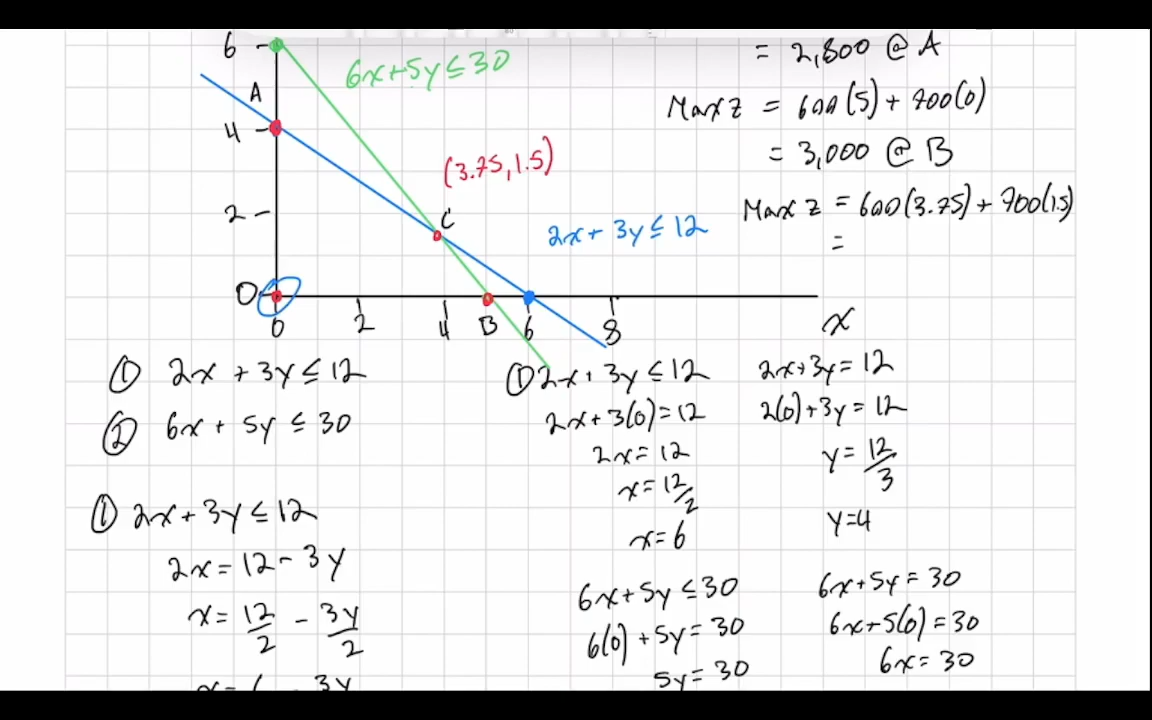 6
6x+5y ≤ 30
A
4
(3.75, 1.5)
2
C
2x + 3y ≤ 12
0
0 2 4 B 6 8 x
= 2,800 @ A
Max z = 600(5) + 700(0)
= 3,000 @ B
Max z = 600(3.75) + 700(1.5)
=
① 2x + 3y ≤ 12
② 6x + 5y ≤ 30
① 2x + 3y ≤ 12
2x = 12 - 3y
x = 12/2 - 3y/2
① 2x + 3y ≤ 12
2x + 3(0) = 12
2x = 12
x = 12/2
x = 6
6x + 5y ≤ 30
6(0) + 5y = 30
5y = 30
2x + 3y = 12
2(0) + 3y = 12
y = 12/3
y = 4
6x + 5y = 30
6x + 5(0) = 30
6x = 30